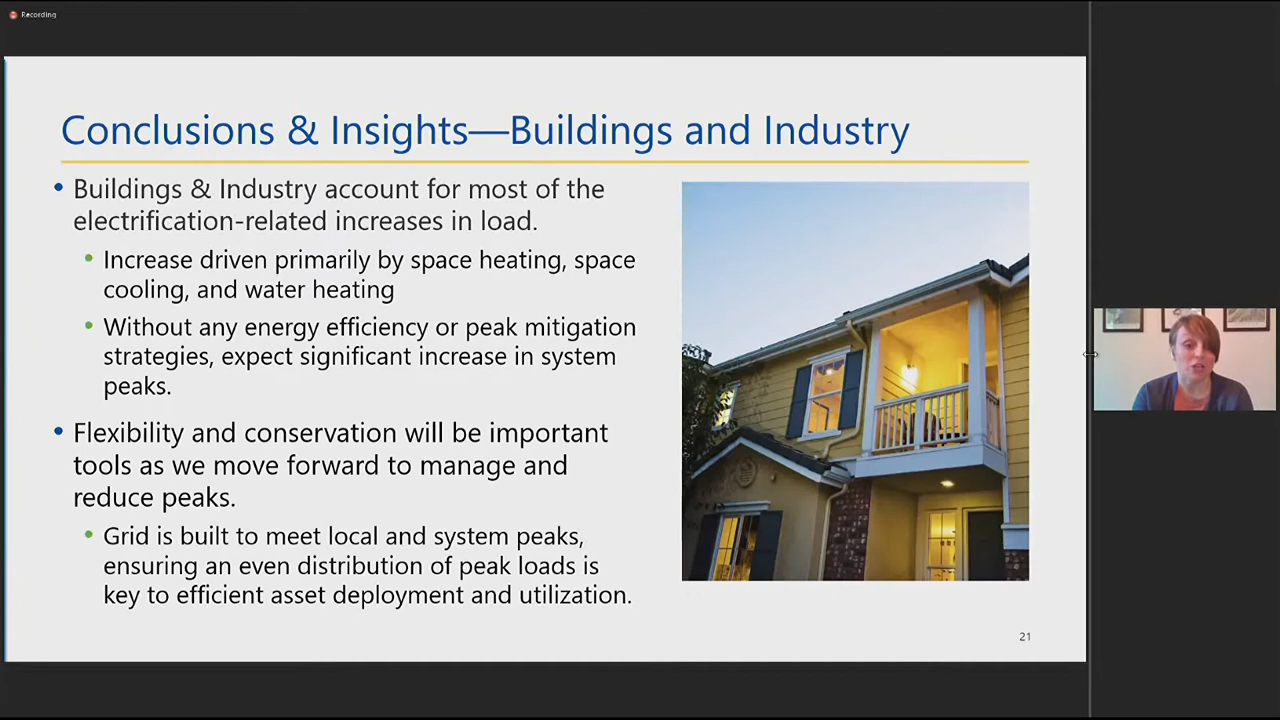 Recording
Conclusions & Insights—Buildings and Industry
• Buildings & Industry account for most of the
electrification-related increases in load.
• Increase driven primarily by space heating, space
cooling, and water heating
• Without any energy efficiency or peak mitigation
strategies, expect significant increase in system
peaks.
• Flexibility and conservation will be important
tools as we move forward to manage and
reduce peaks.
• Grid is built to meet local and system peaks,
ensuring an even distribution of peak loads is
key to efficient asset deployment and utilization.
21